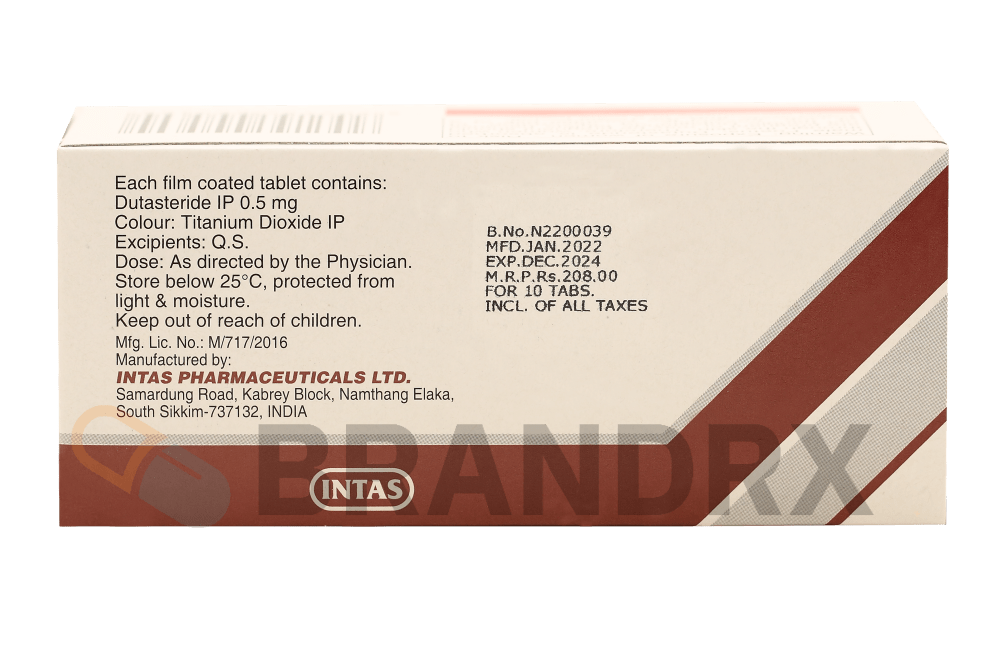 Each film coated tablet contains:
Dutasteride IP 0.5 mg
Colour: Titanium Dioxide IP
Excipients: Q.S.
Dose: As directed by the Physician.
Store below 25°C, protected from
light & moisture.
Keep out of reach of children.
Mfg. Lic. No.: M/717/2016
Manufactured by:
INTAS PHARMACEUTICALS LTD.
Samardung Road, Kabrey Block, Namthang Elaka,
South Sikkim-737132, INDIA
B.No.N2200039
MFD.JAN.2022
EXP.DEC.2024
M.R.P.Rs.208.00
FOR 10 TABS.
INCL. OF ALL TAXES
BRANDRX
INTAS